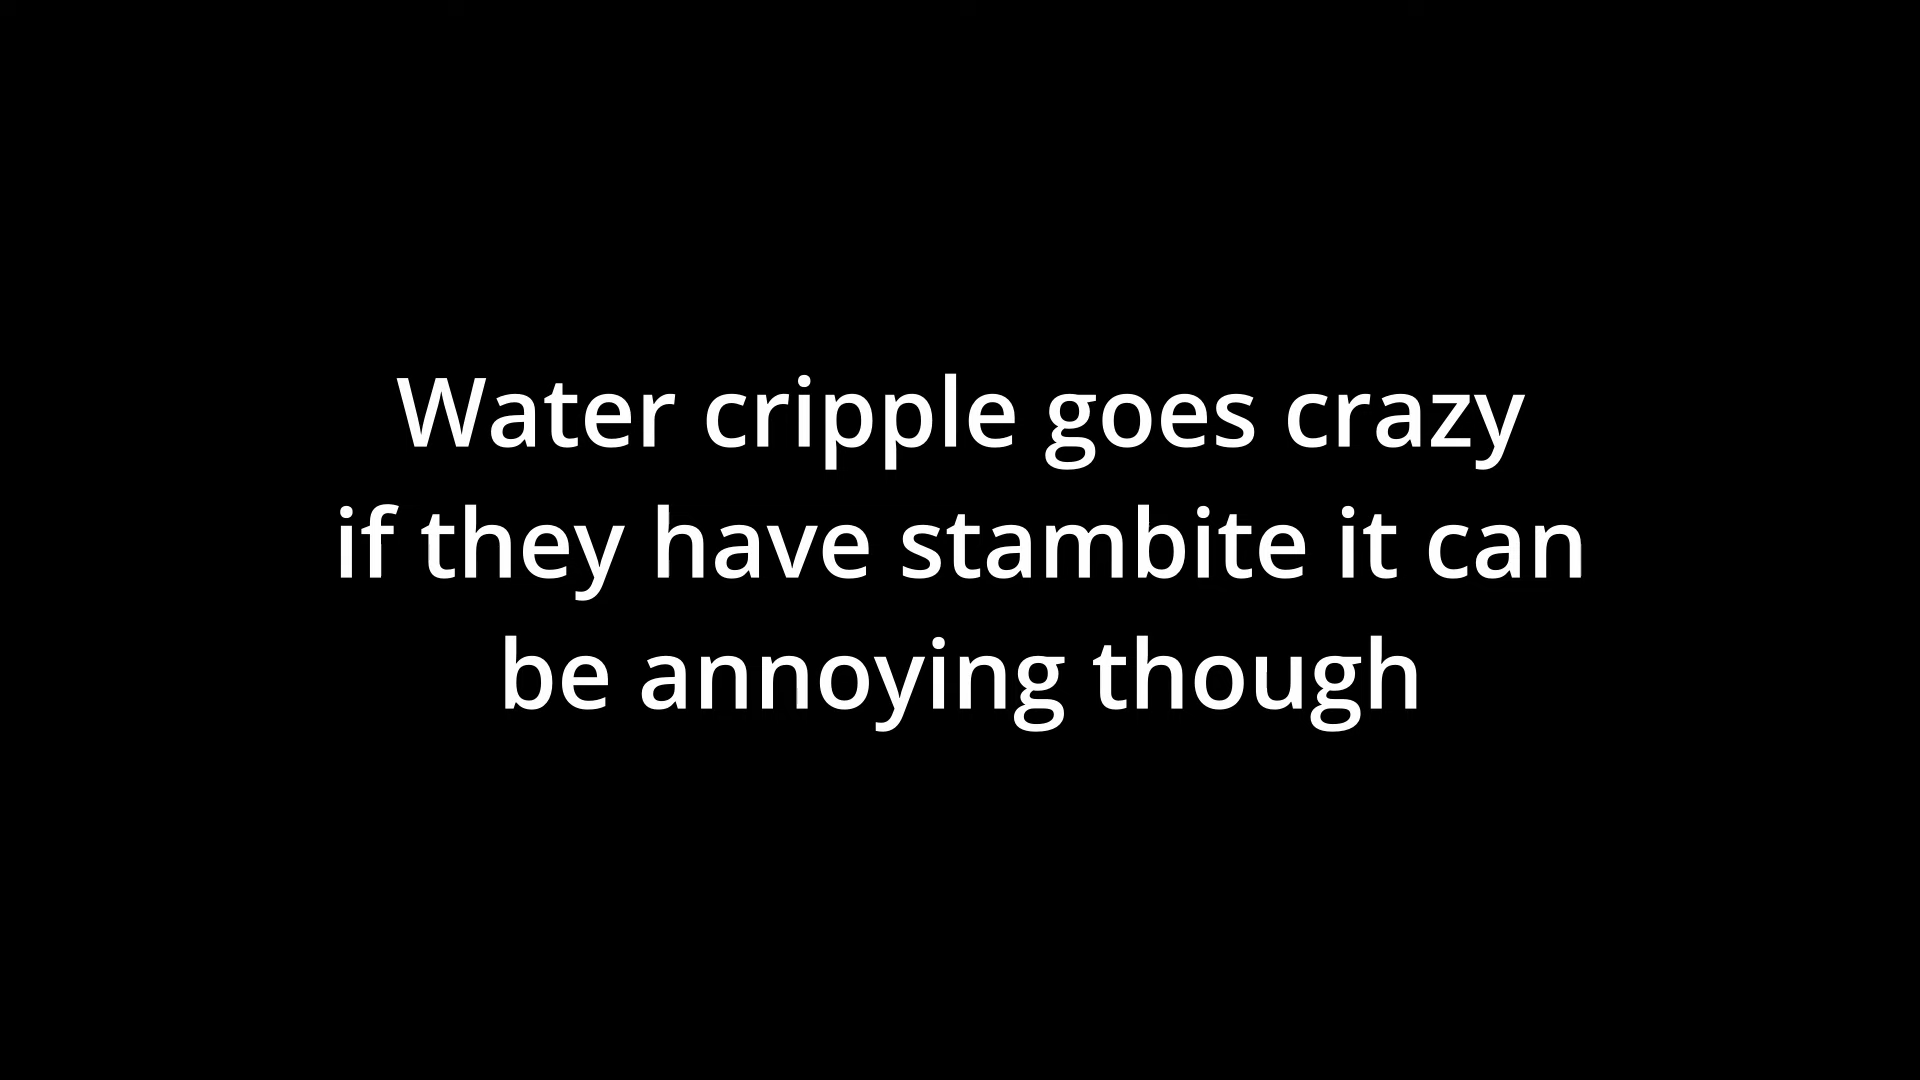 Water cripple goes crazy
if they have stambite it can
be annoying though